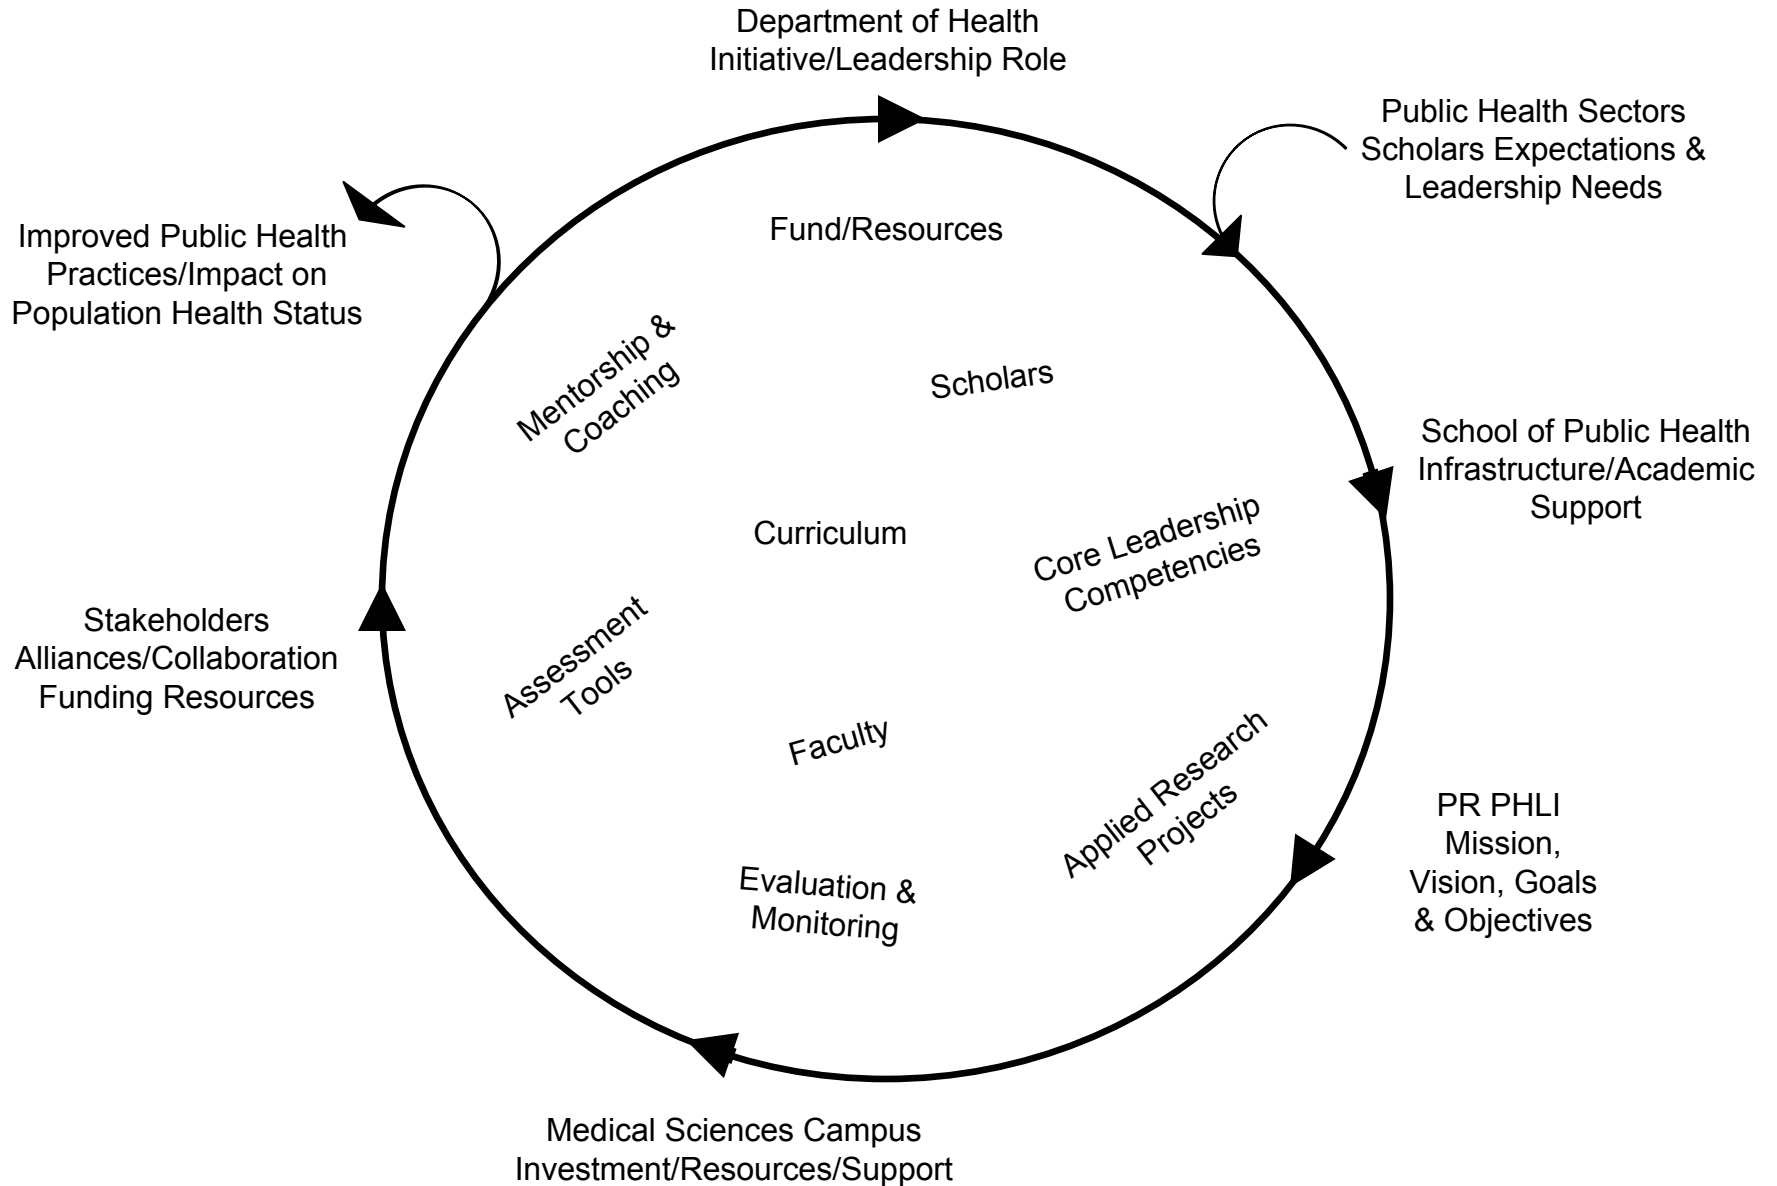 Department of Health
Initiative/Leadership Role
Public Health Sectors
Scholars Expectations &
Leadership Needs
Improved Public Health
Practices/Impact on
Population Health Status
Fund/Resources
Mentorship &
Coaching
Scholars
School of Public Health
Infrastructure/Academic
Support
Curriculum
Core Leadership
Competencies
Stakeholders
Alliances/Collaboration
Funding Resources
Assessment
Tools
Faculty
Applied Research
Projects
PR PHLI
Mission,
Vision, Goals
& Objectives
Evaluation &
Monitoring
Medical Sciences Campus
Investment/Resources/Support